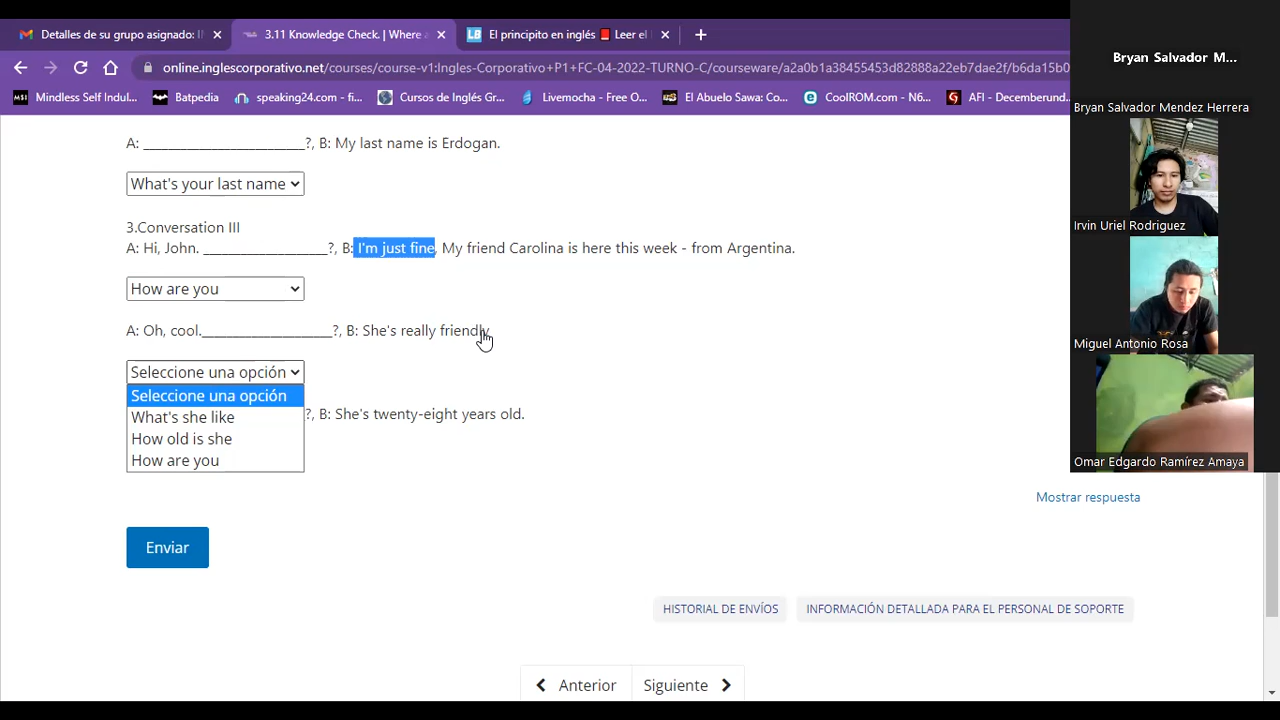 Detalles de su grupo asignado: II
3.11 Knowledge Check. | Where a
El principito en inglés 📕 Leer el
Bryan Salvador M...
online.inglescorporativo.net/courses/course-v1:Ingles-Corporativo+P1+FC-04-2022-TURNO-C/courseware/a2a0b1a38455453d82888a22eb7dae2f/b6da15b0
Mindless Self Indul...
Batpedia
speaking24.com - fi...
Cursos de Inglés Gr...
Livemocha - Free O...
El Abuelo Sawa: Co...
CoolROM.com - N6...
AFI - Decemberund...
Bryan Salvador Mendez Herrera
A: ______________________?, B: My last name is Erdogan.
What's your last name
3.Conversation III
A: Hi, John. _________________?, B: I'm just fine, My friend Carolina is here this week - from Argentina.
How are you
A: Oh, cool.__________________?, B: She's really friendly
Seleccione una opción
Seleccione una opción
What's she like
?, B: She's twenty-eight years old.
How old is she
How are you
Irvin Uriel Rodriguez
Miguel Antonio Rosa
Omar Edgardo Ramírez Amaya
Mostrar respuesta
Enviar
HISTORIAL DE ENVÍOS
INFORMACIÓN DETALLADA PARA EL PERSONAL DE SOPORTE
Anterior
Siguiente